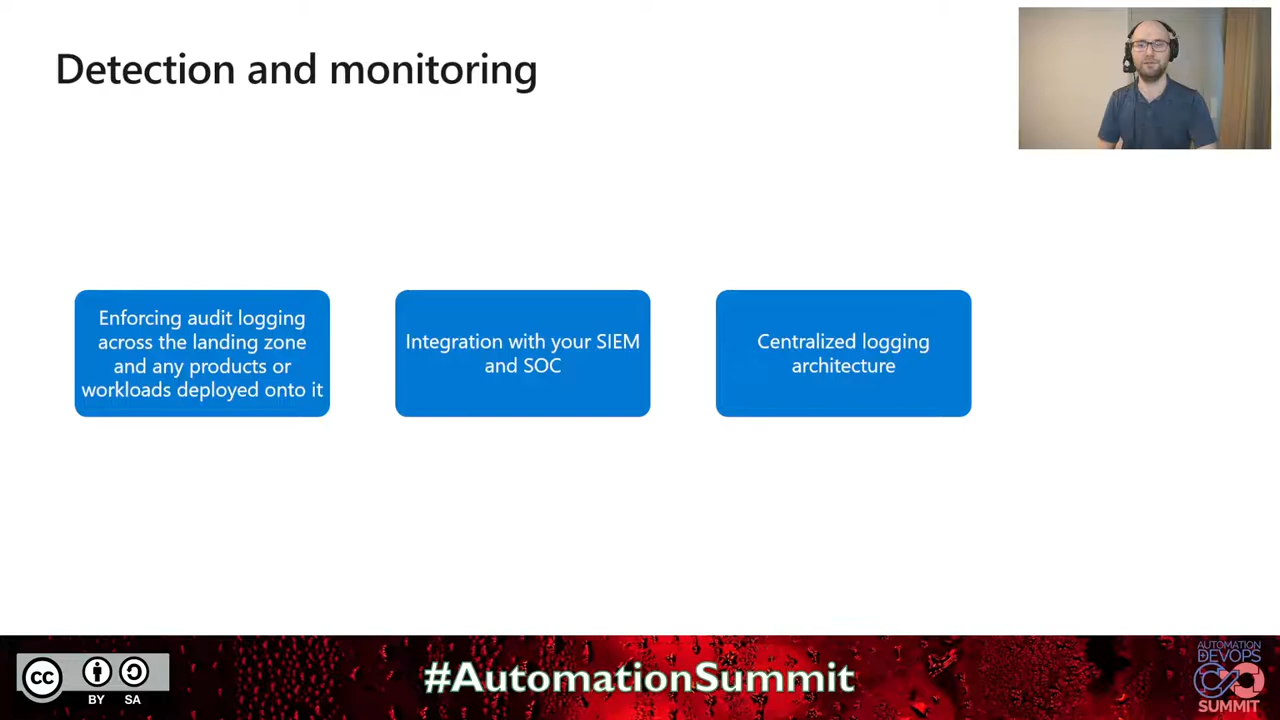 Detection and monitoring
Enforcing audit logging
across the landing zone
and any products or
workloads deployed onto it
Integration with your SIEM
and SOC
Centralized logging
architecture
cc
BY SA
#AutomationSummit
AUTOMATION
DEVOPS
SUMMIT